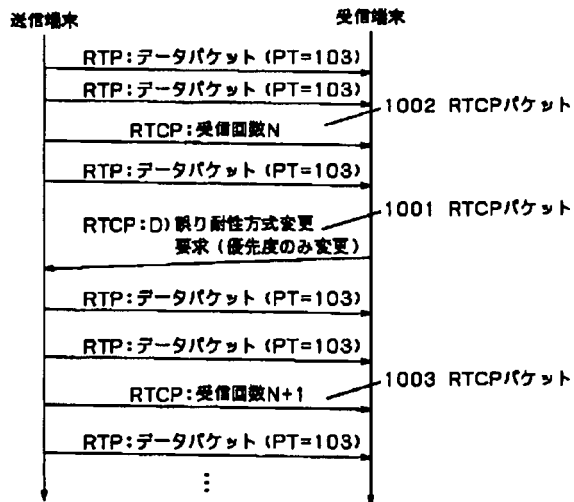 送信端末
受信端末
RTP:データパケット(PT=103)
RTP:データパケット(PT=103)
1002 RTCPパケット
RTCP:受信回数N
RTP:データパケット(PT=103)
1001 RTCPパケット
RTCP:D)誤り耐性方式変更
要求(優先度のみ変更)
RTP:データパケット(PT=103)
RTP:データパケット(PT=103)
1003 RTCPパケット
RTCP:受信回数N+1
RTP:データパケット(PT=103)
⋮